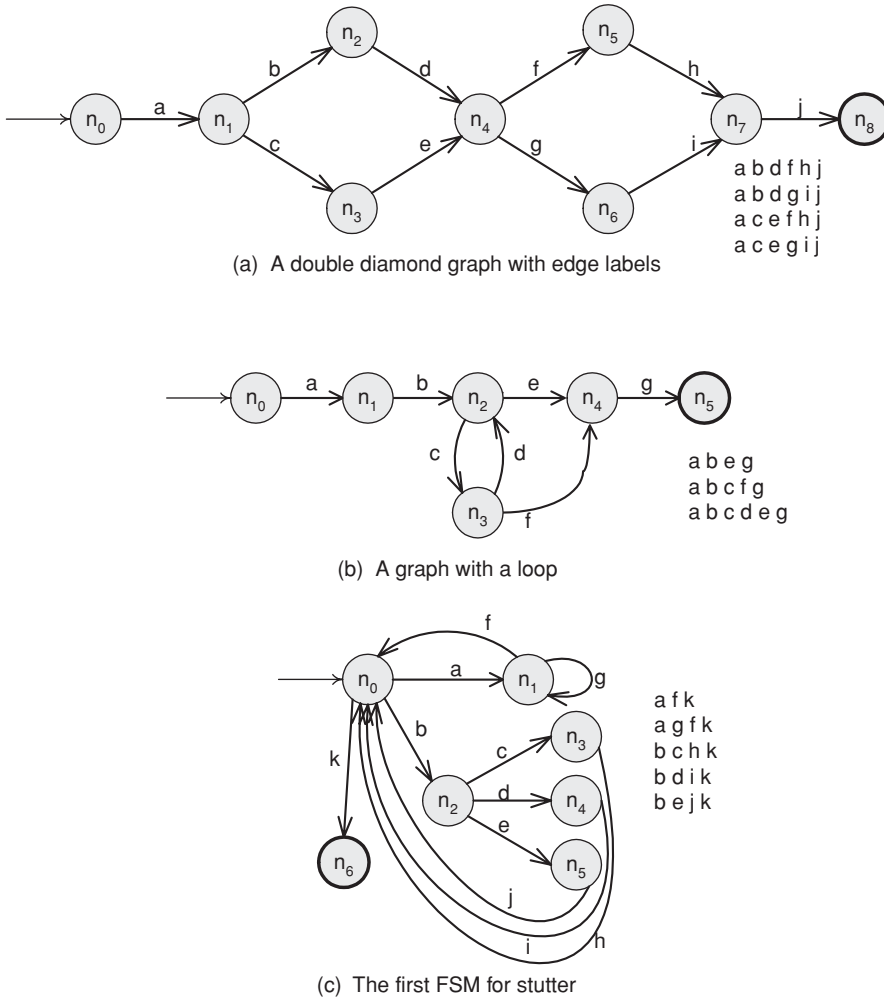 n5
n2
b
d
f
h
n0
a
n1
n4
n7
j
n8
c
e
g
i
n3
n6
a b d f h j
a b d g i j
a c e f h j
a c e g i j
(a) A double diamond graph with edge labels
n0
a
n1
b
n2
e
n4
g
n5
c
d
n3
f
a b e g
a b c f g
a b c d e g
(b) A graph with a loop
f
n0
a
n1
g
b
k
c
n3
n2
d
n4
e
n5
n6
j
i
h
a f k
a g f k
b c h k
b d i k
b e j k
(c) The first FSM for stutter